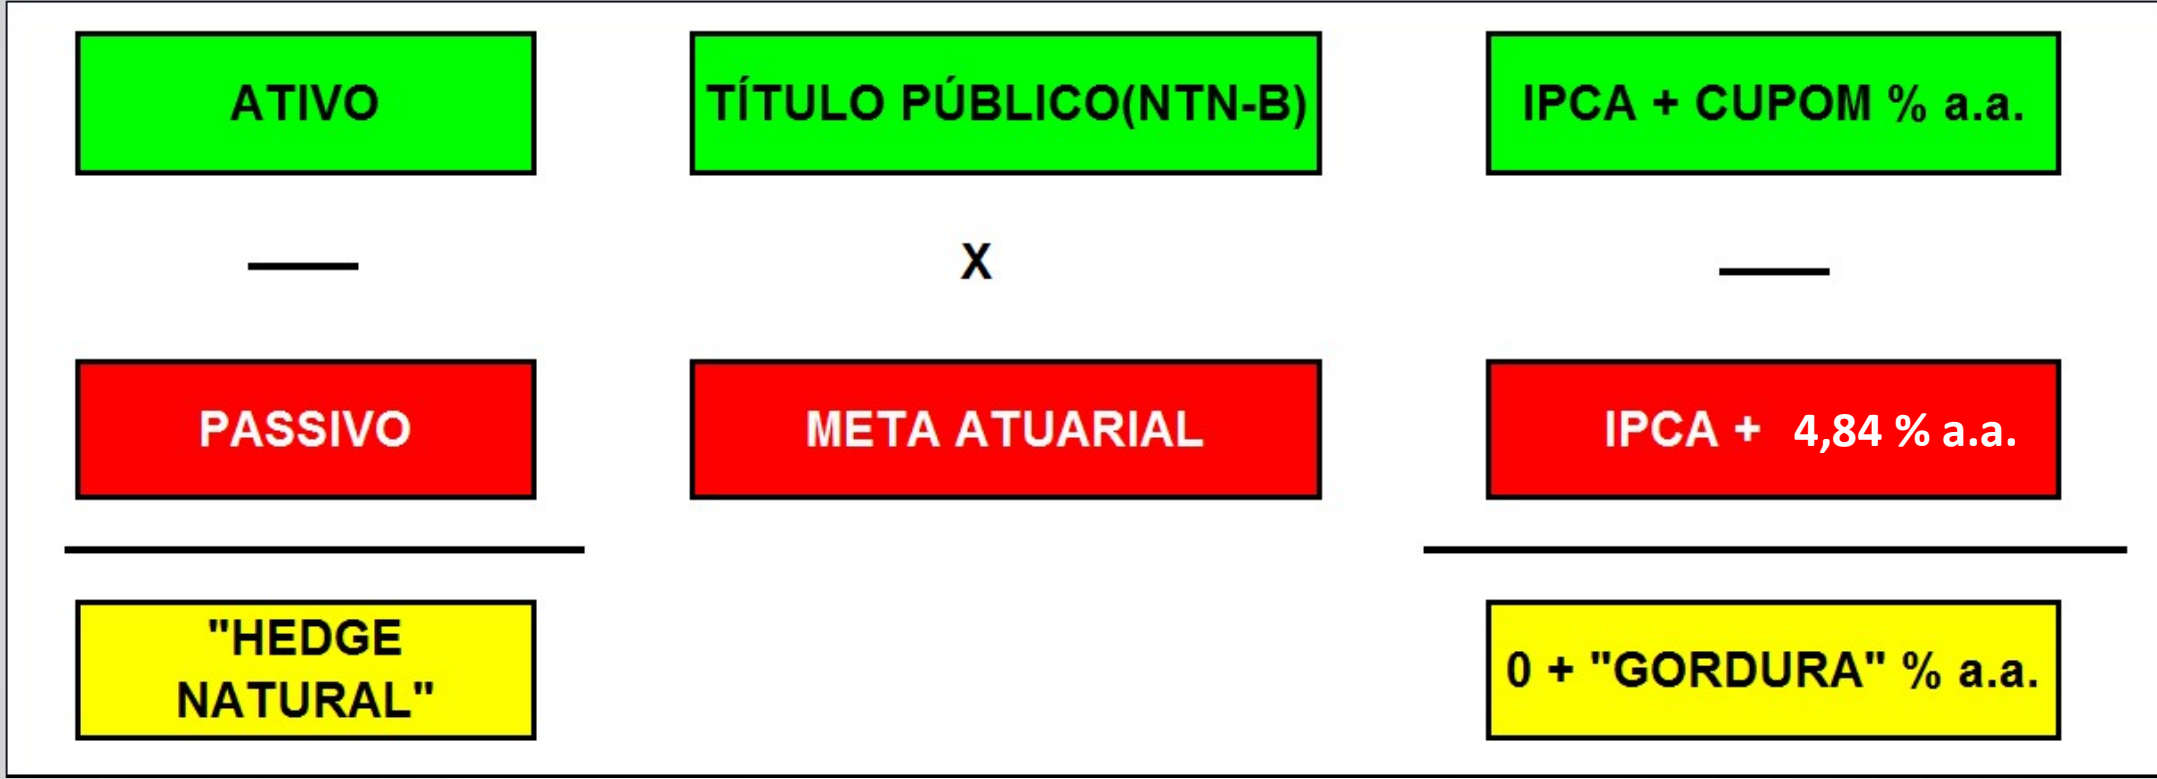 ATIVO
TÍTULO PÚBLICO(NTN-B)
IPCA + CUPOM % a.a.
X
PASSIVO
META ATUARIAL
IPCA + 4,84 % a.a.
"HEDGE
NATURAL"
0 + "GORDURA" % a.a.